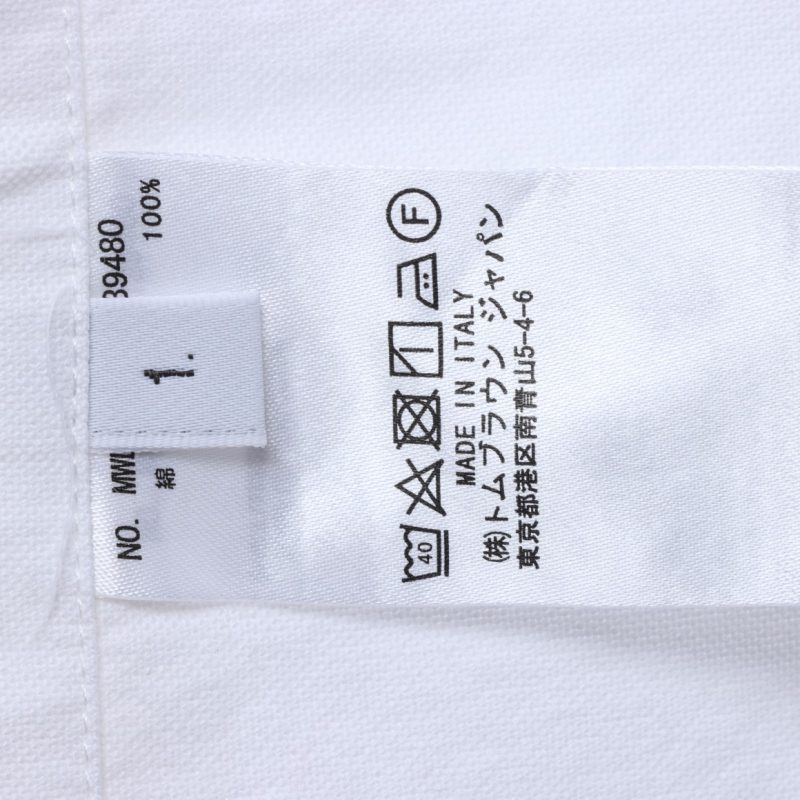 NO. MWL 39480
綿 100%
1.
40
F
MADE IN ITALY
(株)トムブラウン ジャパン
東京都港区南青山5-4-6